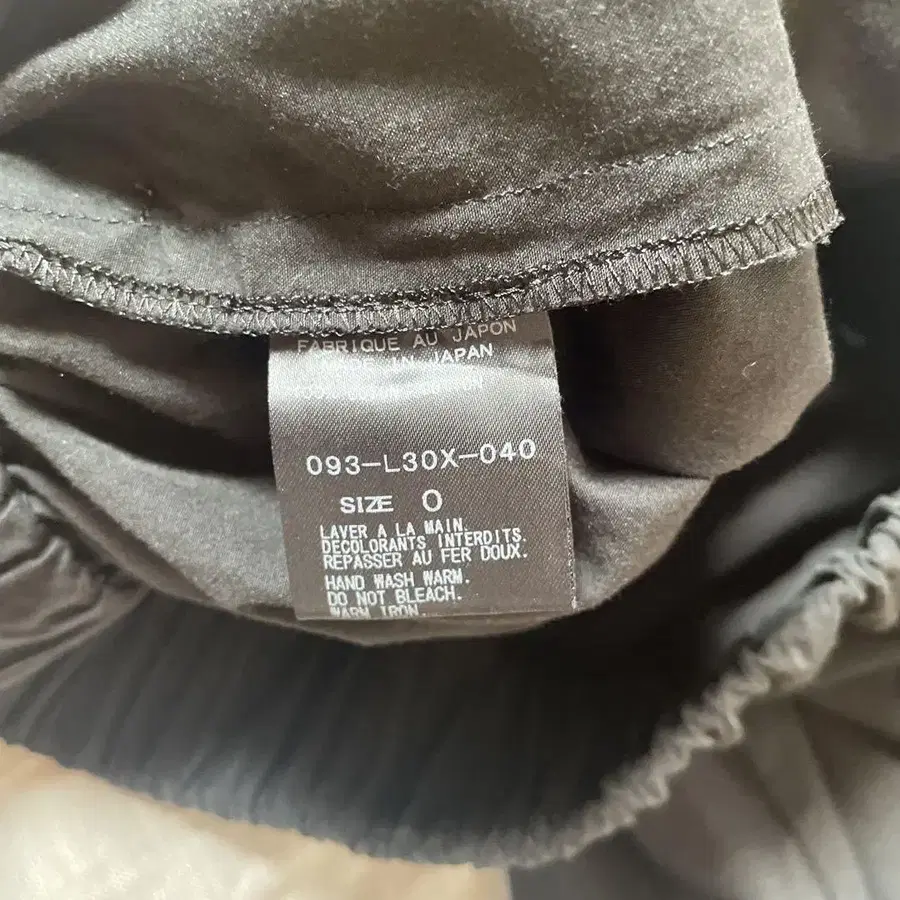 FABRIQUE AU JAPON
IN JAPAN
093-L30X-040
SIZE 0
LAVER A LA MAIN.
DECOLORANTS INTERDITS.
REPASSER AU FER DOUX.
HAND WASH WARM.
DO NOT BLEACH.
WARM IRON.